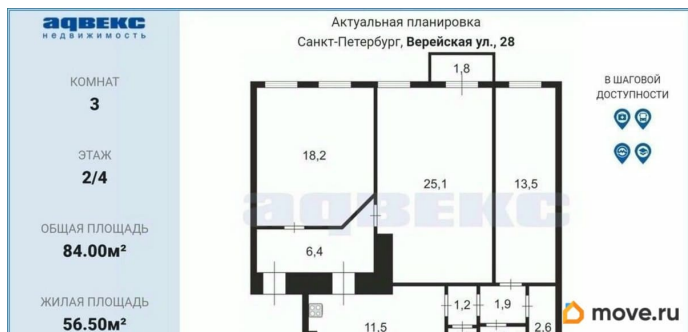 адвекс
недвижимость
КОМНАТ
3
ЭТАЖ
2/4
ОБЩАЯ ПЛОЩАДЬ
84.00м²
ЖИЛАЯ ПЛОЩАДЬ
56.50м²
Актуальная планировка
Санкт-Петербург, Верейская ул., 28
1,8
18,2
25,1
13,5
адвекс
6,4
1,2
1,9
11,5
2,6
В ШАГОВОЙ
ДОСТУПНОСТИ
move.ru